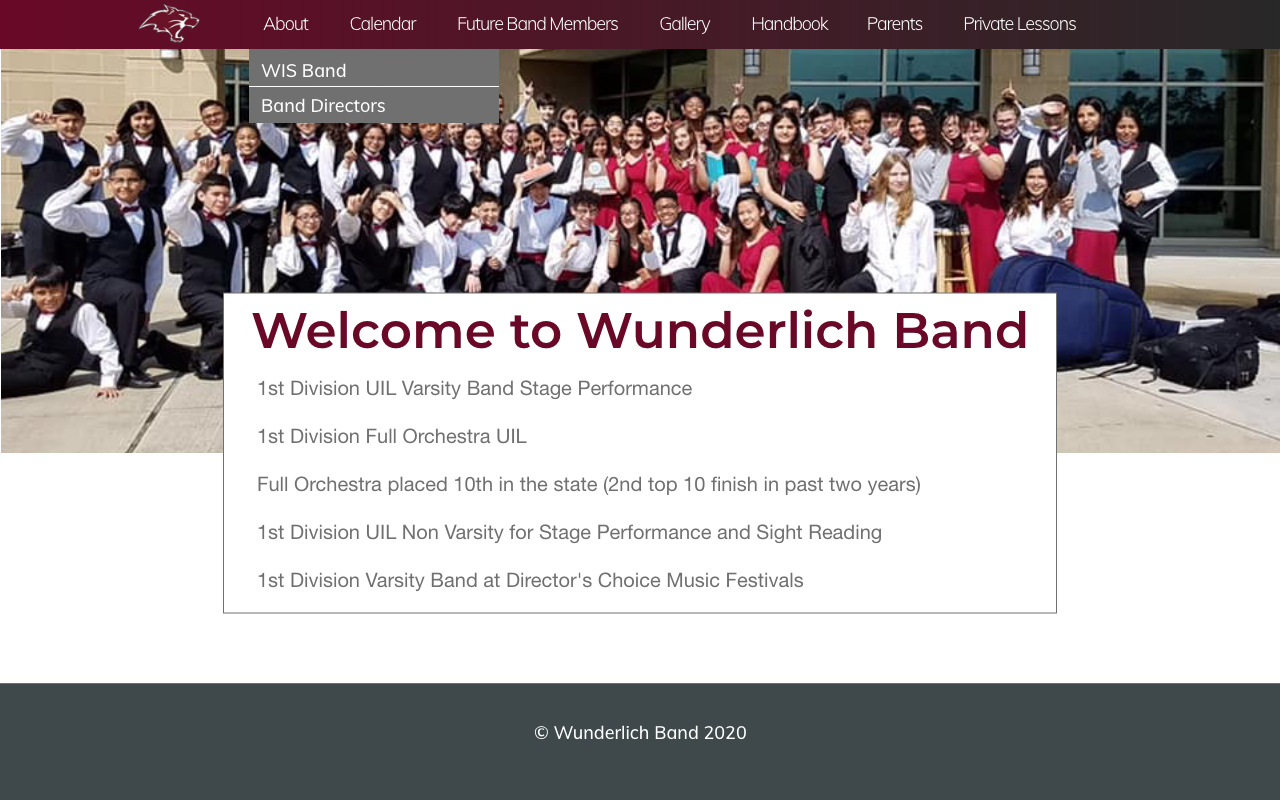 About Calendar Future Band Members Gallery Handbook Parents Private Lessons
WIS Band
Band Directors
Welcome to Wunderlich Band
1st Division UIL Varsity Band Stage Performance
1st Division Full Orchestra UIL
Full Orchestra placed 10th in the state (2nd top 10 finish in past two years)
1st Division UIL Non Varsity for Stage Performance and Sight Reading
1st Division Varsity Band at Director's Choice Music Festivals
© Wunderlich Band 2020